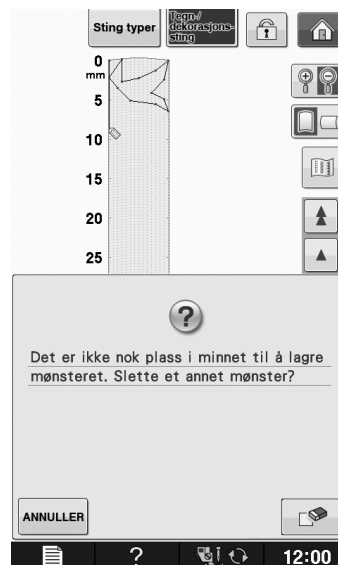 Sting typer
Tegn-/
dekorasjons-
sting
0
mm
5
10
15
20
25
?
Det er ikke nok plass i minnet til å lagre
mønsteret. Slette et annet mønster?
ANNULLER
?
12:00